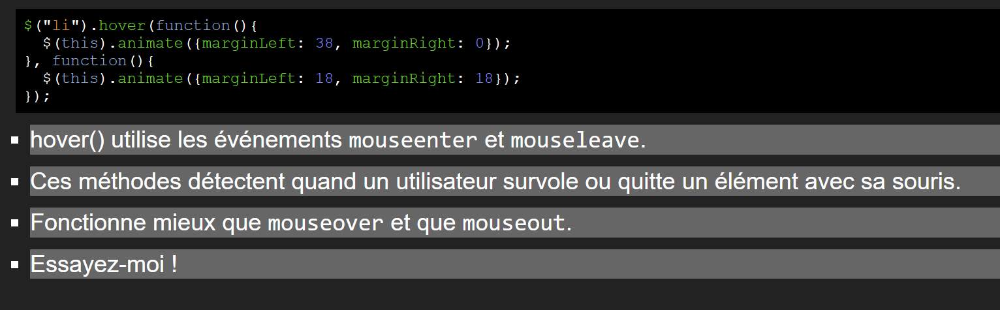 $("li").hover(function(){
  $(this).animate({marginLeft: 38, marginRight: 0});
}, function(){
  $(this).animate({marginLeft: 18, marginRight: 18});
});
hover() utilise les événements mouseenter et mouseleave.
Ces méthodes détectent quand un utilisateur survole ou quitte un élément avec sa souris.
Fonctionne mieux que mouseover et que mouseout.
Essayez-moi !